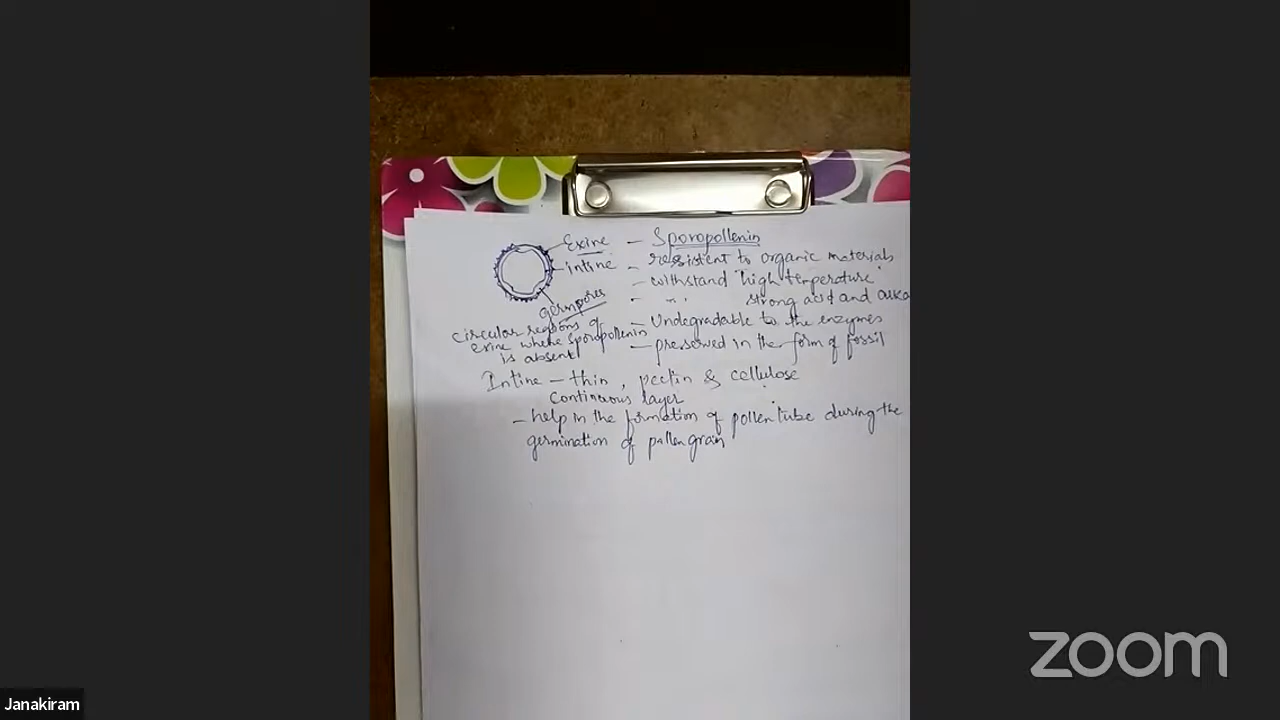 Exine - Sporopollenin
intine - resistent to organic materials
- withstand high temperature
- " " strong acid and alka
germpores
circular regions of
exine where sporopollenin
is absent
- Undegradable to the enzymes
- preserved in the form of fossil
Intine - thin, pectin & cellulose
continuous layer
- help in the formation of pollen tube during the
germination of pollen grain
zoom
Janakiram